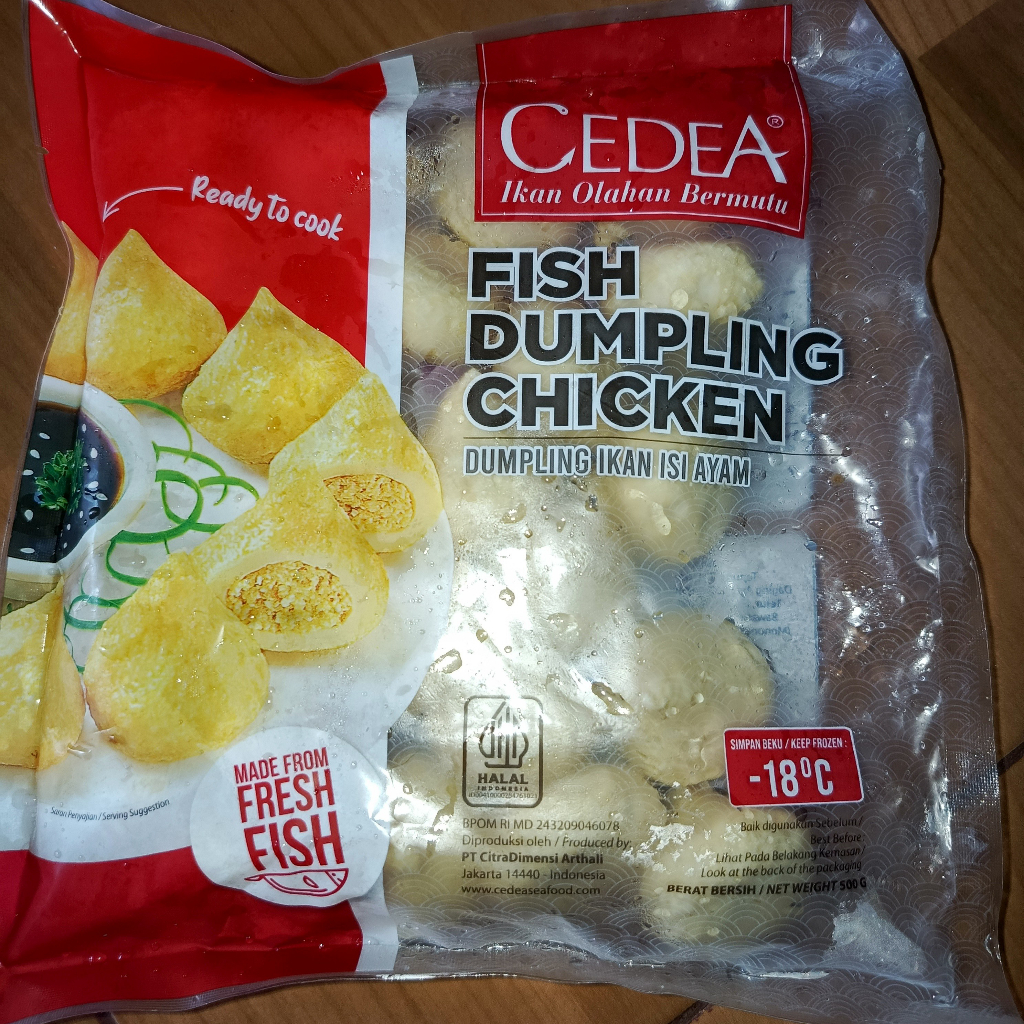 Ready to cook
CEDEA®
Ikan Olahan Bermutu
FISH
DUMPLING
CHICKEN
DUMPLING IKAN ISI AYAM
MADE FROM
FRESH
FISH
Saran Penyajian / Serving Suggestion
HALAL
INDONESIA
SIMPAN BEKU / KEEP FROZEN :
-18°C
BPOM RI MD 243209046078
Diproduksi oleh / Produced by:
PT CitraDimensi Arthali
Jakarta 14440 - Indonesia
www.cedeaseafood.com
Baik digunakan Sebelum /
Best Before
Lihat Pada Belakang Kemasan /
Look at the back of the packaging
BERAT BERSIH / NET WEIGHT 500 G